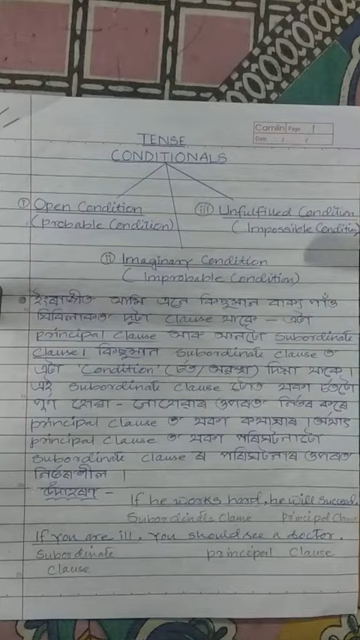 Camlin Page 1
Date / /
TENSE
CONDITIONALS
(i) Open Condition
(Probable Condition)
(iii) Unfulfilled Condition
(Impossible Condition)
(ii) Imaginary Condition
(Improbable Condition)
ইংৰাজীত আমি এনে কিছুমান বাক্য পাওঁ
যিবিলাকত দুটা clause থাকে – এটা
principal clause আৰু আনটো subordinate
clause। কিছুমান subordinate clause ত
এটা 'Condition' (চৰ্ত/অৱস্থা) দিয়া থাকে।
এই subordinate clause টোত থকা চৰ্তটো
পূৰ্ণ হোৱা – নোহোৱাৰ ওপৰত নিৰ্ভৰ কৰে
principal clause ত থকা কথাষাৰ। অৰ্থাৎ
principal clause ত থকা পৰিঘটনাটো
subordinate clause ৰ পৰিঘটনাৰ ওপৰত
নিৰ্ভৰশীল।
উদাহৰণ – If he works hard, he will succeed.
Subordinate Clause Principal
If you are ill, you should see a doctor.
Subordinate principal Clause
Clause